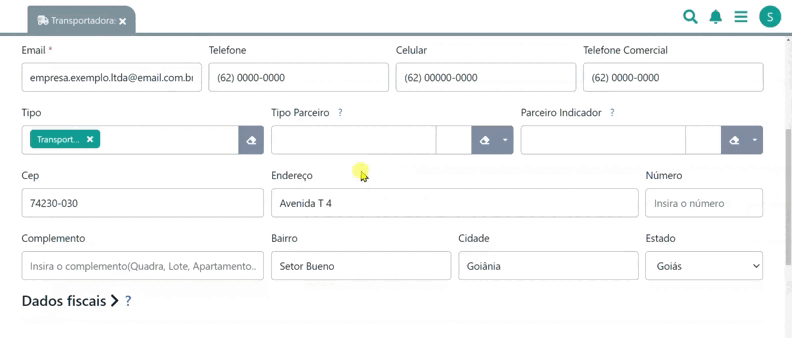 Transportadora
S
Email * Telefone Celular Telefone Comercial
empresa.exemplo.ltda@email.com.br (62) 0000-0000 (62) 00000-0000 (62) 0000-0000
Tipo Tipo Parceiro ? Parceiro Indicador ?
Transport...
Cep Endereço Número
74230-030 Avenida T 4 Insira o número
Complemento Bairro Cidade Estado
Insira o complemento(Quadra, Lote, Apartamento.. Setor Bueno Goiânia Goiás
Dados fiscais ?